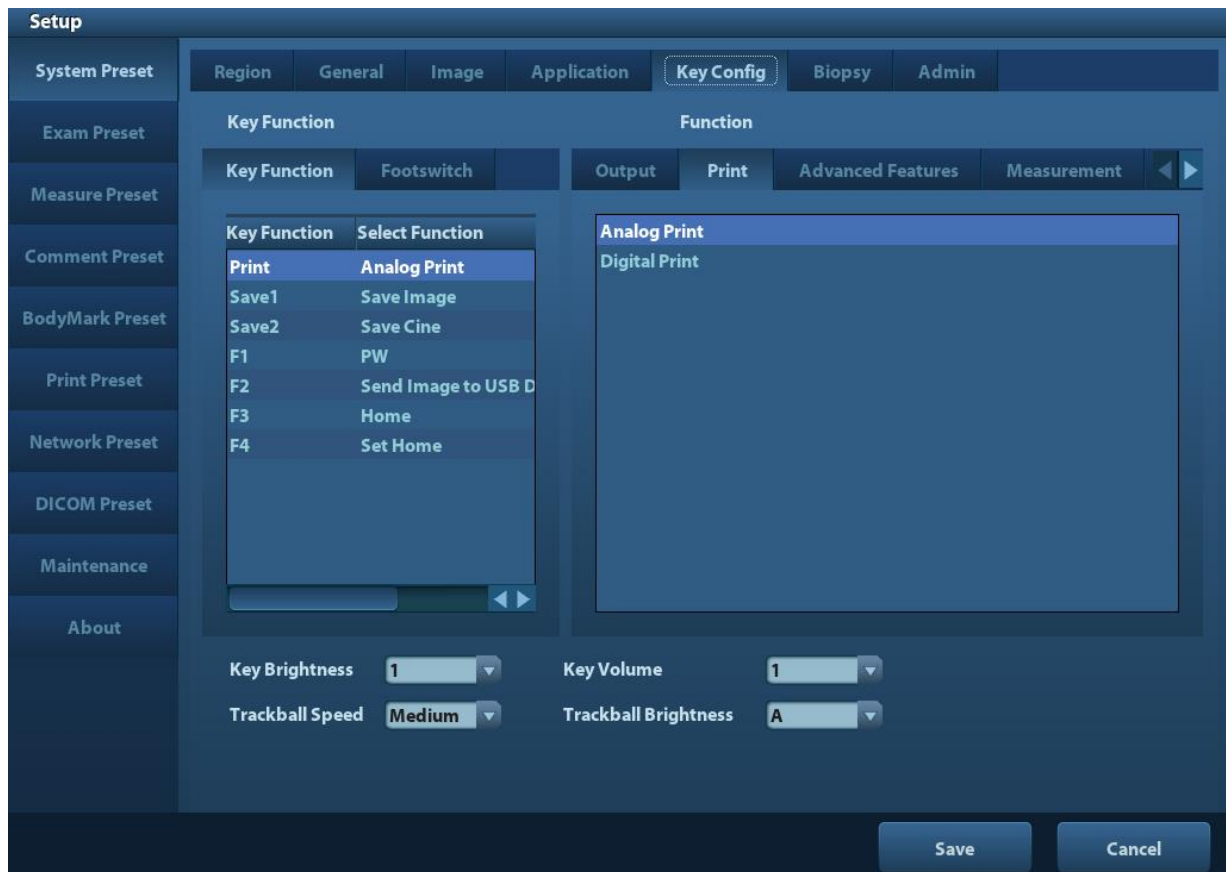 Setup
System Preset
Exam Preset
Measure Preset
Comment Preset
BodyMark Preset
Print Preset
Network Preset
DICOM Preset
Maintenance
About
Region General Image Application Key Config Biopsy Admin
Key Function
Key Function Footswitch
Key Function Select Function
Print Analog Print
Save1 Save Image
Save2 Save Cine
F1 PW
F2 Send Image to USB D
F3 Home
F4 Set Home
Function
Output Print Advanced Features Measurement
Analog Print
Digital Print
Key Brightness 1 Key Volume 1
Trackball Speed Medium Trackball Brightness A
Save Cancel